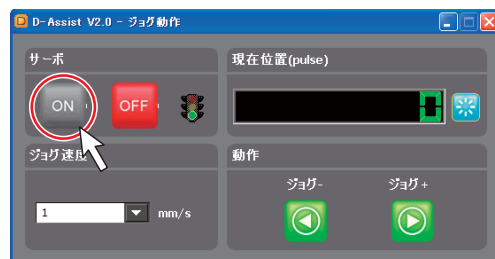 D-Assist V2.0 - ジョグ動作
サーボ
現在位置(pulse)
ON
OFF
0
ジョグ速度
動作
ジョグ-
ジョグ+
1
mm/s